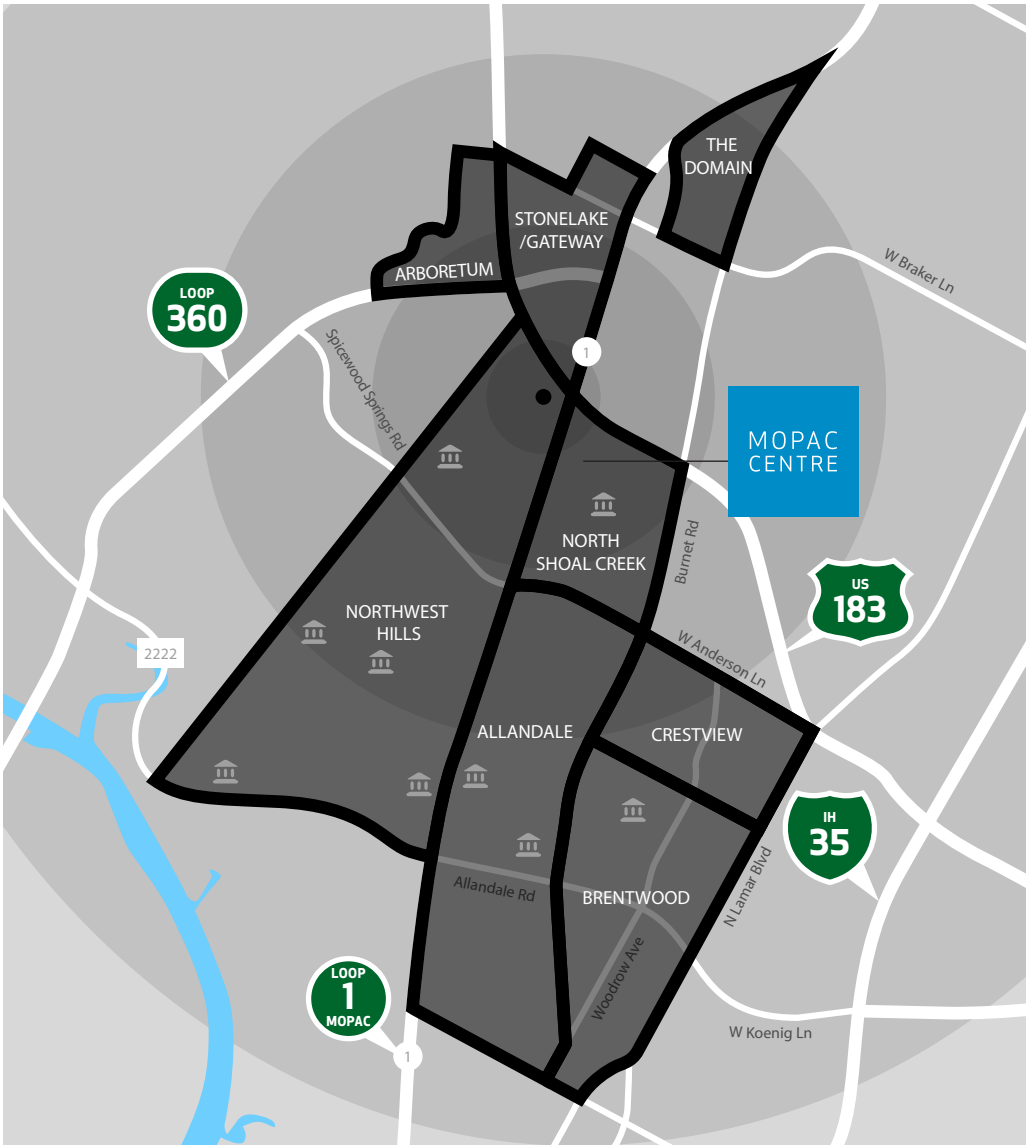 THE
DOMAIN
STONELAKE
/GATEWAY
ARBORETUM
W Braker Ln
LOOP
360
Spicewood Springs Rd
1
MOPAC
CENTRE
NORTH
SHOAL CREEK
Burnet Rd
US
183
NORTHWEST
HILLS
2222
W Anderson Ln
ALLANDALE
CRESTVIEW
IH
35
Allandale Rd
BRENTWOOD
N Lamar Blvd
Woodrow Ave
LOOP
1
MOPAC
1
W Koenig Ln